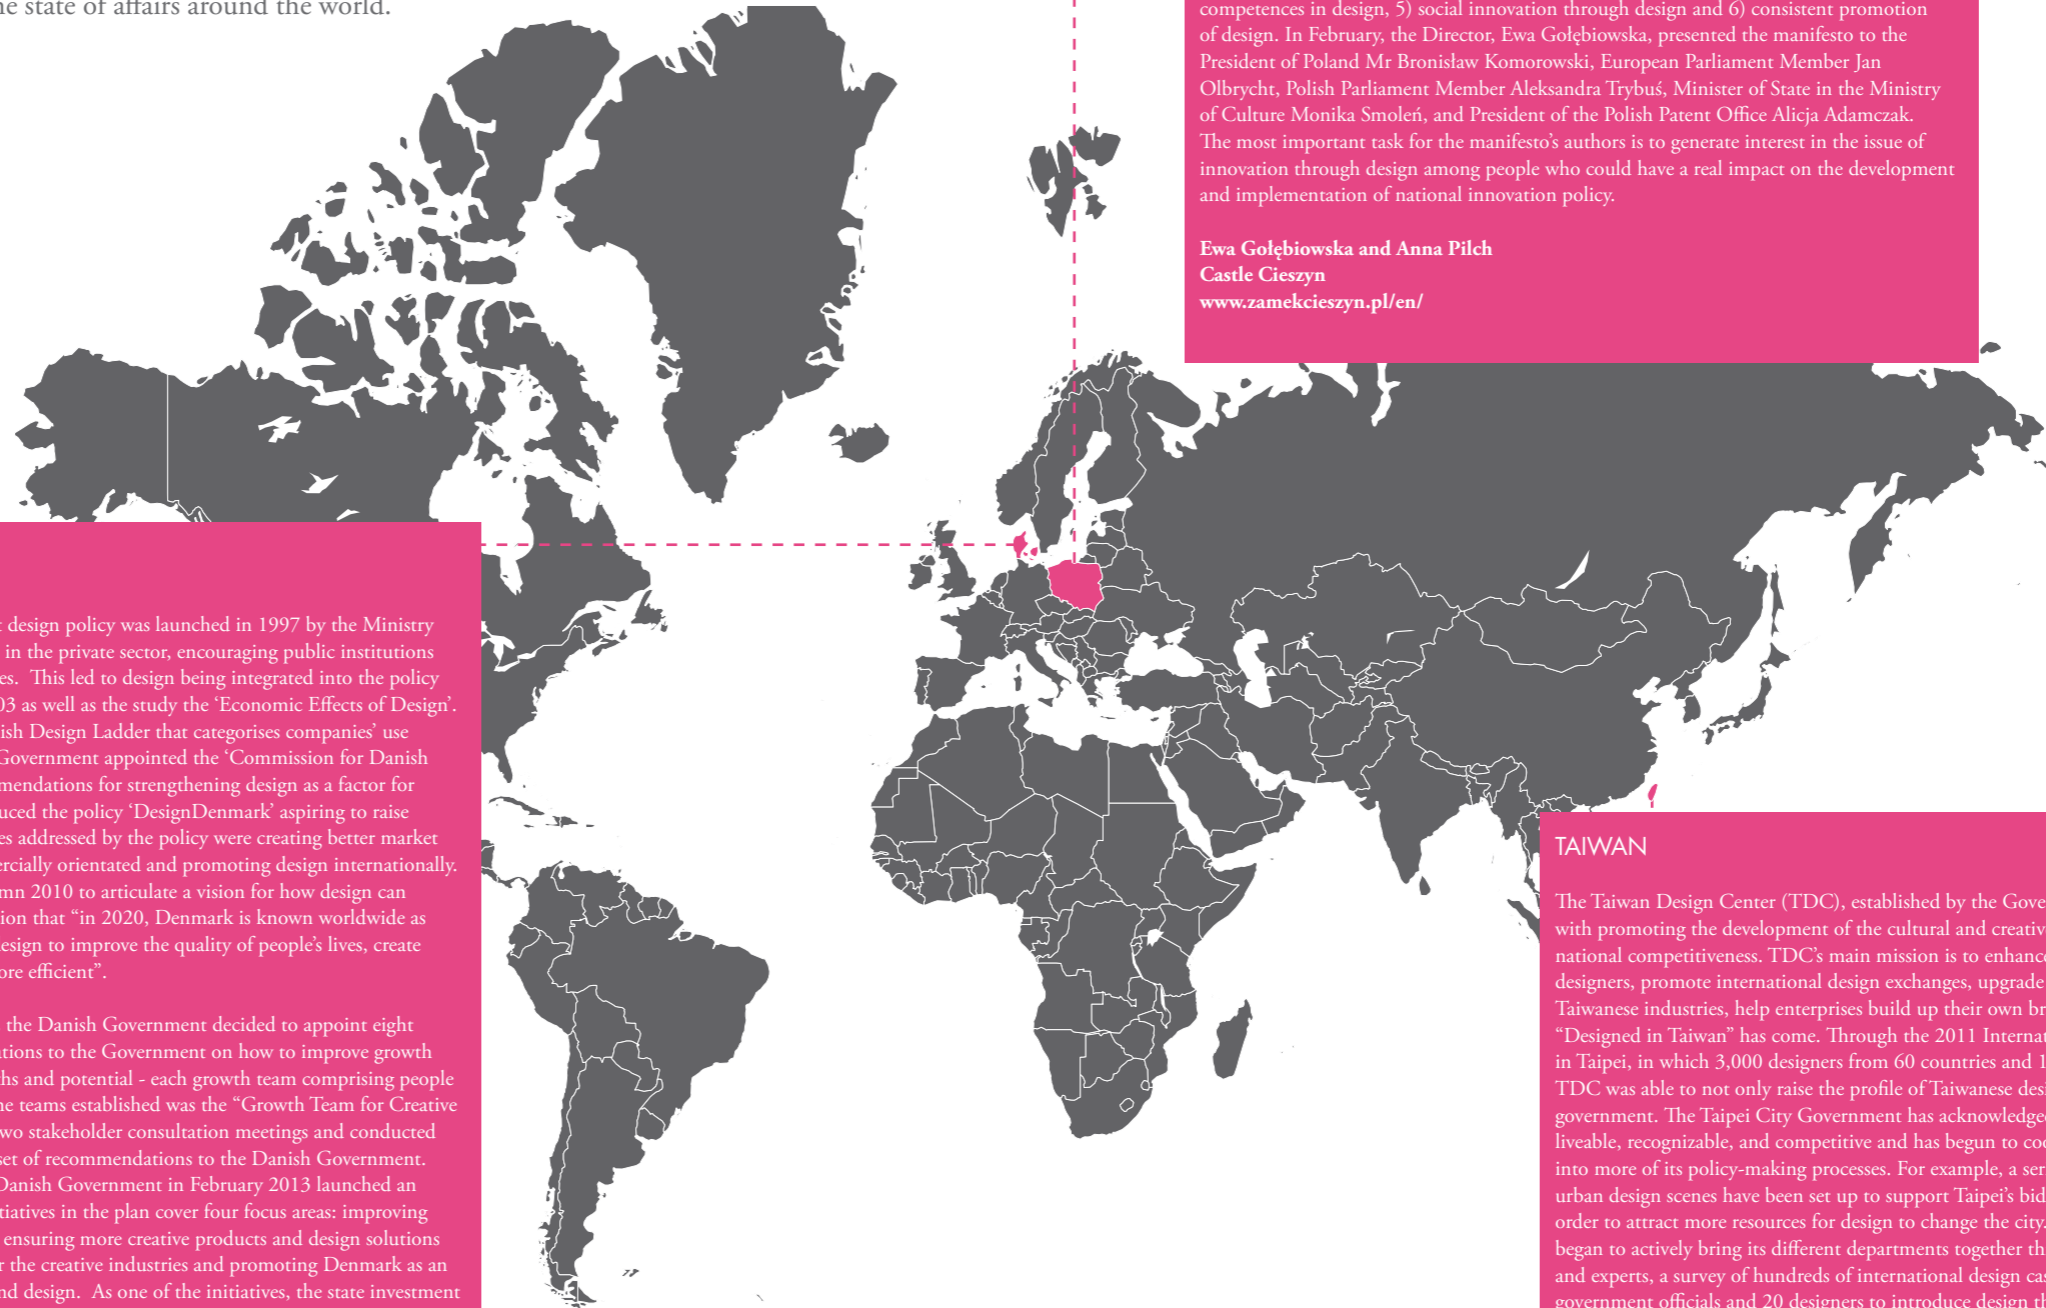 he state of affairs around the world.
competences in design, 5) social innovation through design and 6) consistent promotion
of design. In February, the Director, Ewa Gołębiowska, presented the manifesto to the
President of Poland Mr Bronisław Komorowski, European Parliament Member Jan
Olbrycht, Polish Parliament Member Aleksandra Trybuś, Minister of State in the Ministry
of Culture Monika Smoleń, and President of the Polish Patent Office Alicja Adamczak.
The most important task for the manifesto’s authors is to generate interest in the issue of
innovation through design among people who could have a real impact on the development
and implementation of national innovation policy.
Ewa Gołębiowska and Anna Pilch
Castle Cieszyn
www.zamekcieszyn.pl/en/
design policy was launched in 1997 by the Ministry
in the private sector, encouraging public institutions
es. This led to design being integrated into the policy
03 as well as the study the ‘Economic Effects of Design’.
ish Design Ladder that categorises companies’ use
Government appointed the ‘Commission for Danish
mendations for strengthening design as a factor for
uced the policy ‘DesignDenmark’ aspiring to raise
es addressed by the policy were creating better market
ercially orientated and promoting design internationally.
mn 2010 to articulate a vision for how design can
ion that “in 2020, Denmark is known worldwide as
esign to improve the quality of people’s lives, create
ore efficient”.
the Danish Government decided to appoint eight
ations to the Government on how to improve growth
hs and potential - each growth team comprising people
he teams established was the “Growth Team for Creative
wo stakeholder consultation meetings and conducted
set of recommendations to the Danish Government.
Danish Government in February 2013 launched an
tiatives in the plan cover four focus areas: improving
ensuring more creative products and design solutions
r the creative industries and promoting Denmark as an
nd design. As one of the initiatives, the state investment
TAIWAN
The Taiwan Design Center (TDC), established by the Gove
with promoting the development of the cultural and creative
national competitiveness. TDC’s main mission is to enhance
designers, promote international design exchanges, upgrade
Taiwanese industries, help enterprises build up their own br
“Designed in Taiwan” has come. Through the 2011 Internat
in Taipei, in which 3,000 designers from 60 countries and 1
TDC was able to not only raise the profile of Taiwanese desi
government. The Taipei City Government has acknowledged
liveable, recognizable, and competitive and has begun to coo
into more of its policy-making processes. For example, a seri
urban design scenes have been set up to support Taipei’s bid
order to attract more resources for design to change the city.
began to actively bring its different departments together th
and experts, a survey of hundreds of international design cas
government officials and 20 designers to introduce design th